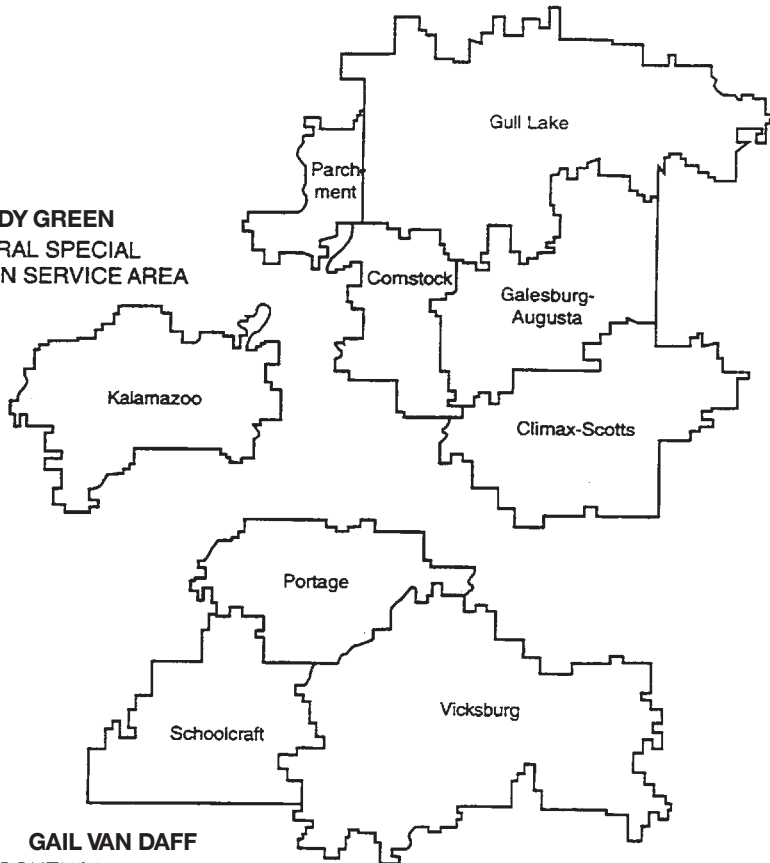 Gull Lake
Parch-
ment
DY GREEN
RAL SPECIAL
N SERVICE AREA
Comstock
Galesburg-
Augusta
Kalamazoo
Climax-Scotts
Portage
Vicksburg
Schoolcraft
GAIL VAN DAFF